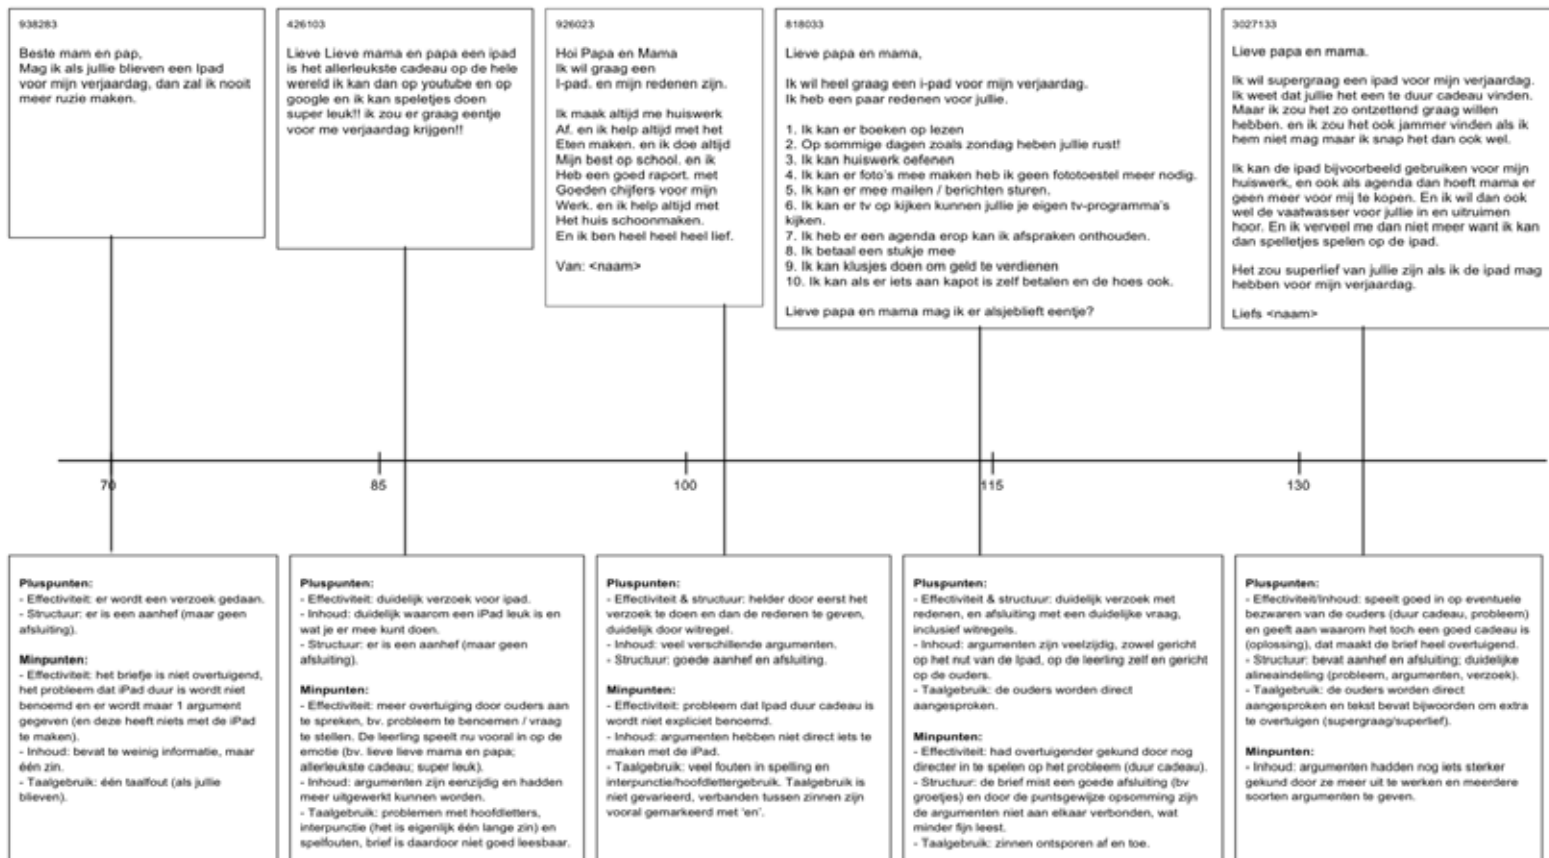 938283
Beste mam en pap,
Mag ik als jullie blieven een Ipad
voor mijn verjaardag, dan zal ik nooit
meer ruzie maken.
426103
Lieve Lieve mama en papa een ipad
is het allerleukste cadeau op de hele
wereld ik kan dan op youtube en op
google en ik kan speletjes doen
super leuk!! ik zou er graag eentje
voor me verjaardag krijgen!!
926023
Hoi Papa en Mama
Ik wil graag een
I-pad. en mijn redenen zijn.
Ik maak altijd me huiswerk
Af. en ik help altijd met het
Eten maken. en ik doe altijd
Mijn best op school. en ik
Heb een goed raport. met
Goeden chijfers voor mijn
Werk. en ik help altijd met
Het huis schoonmaken.
En ik ben heel heel heel lief.
Van: <naam>
818033
Lieve papa en mama,
Ik wil heel graag een i-pad voor mijn verjaardag.
Ik heb een paar redenen voor jullie.
1. Ik kan er boeken op lezen
2. Op sommige dagen zoals zondag heben jullie rust!
3. Ik kan huiswerk oefenen
4. Ik kan er foto's mee maken heb ik geen fototoestel meer nodig.
5. Ik kan er mee mailen / berichten sturen.
6. Ik kan er tv op kijken kunnen jullie je eigen tv-programma's
kijken.
7. Ik heb er een agenda erop kan ik afspraken onthouden.
8. Ik betaal een stukje mee
9. Ik kan klusjes doen om geld te verdienen
10. Ik kan als er iets aan kapot is zelf betalen en de hoes ook.
Lieve papa en mama mag ik er alsjeblieft eentje?
3027133
Lieve papa en mama.
Ik wil supergraag een ipad voor mijn verjaardag.
Ik weet dat jullie het een te duur cadeau vinden.
Maar ik zou het zo ontzettend graag willen
hebben. en ik zou het ook jammer vinden als ik
hem niet mag maar ik snap het dan ook wel.
Ik kan de ipad bijvoorbeeld gebruiken voor mijn
huiswerk, en ook als agenda dan hoeft mama er
geen meer voor mij te kopen. En ik wil dan ook
wel de vaatwasser voor jullie in en uitruimen
hoor. En ik verveel me dan niet meer want ik kan
dan spelletjes spelen op de ipad.
Het zou superlief van jullie zijn als ik de ipad mag
hebben voor mijn verjaardag.
Liefs <naam>
70
85
100
115
130
Pluspunten:
- Effectiviteit: er wordt een verzoek gedaan.
- Structuur: er is een aanhef (maar geen
afsluiting).
Minpunten:
- Effectiviteit: het briefje is niet overtuigend,
het probleem dat iPad duur is wordt niet
benoemd en er wordt maar 1 argument
gegeven (en deze heeft niets met de iPad
te maken).
- Inhoud: bevat te weinig informatie, maar
één zin.
- Taalgebruik: één taalfout (als jullie
blieven).
Pluspunten:
- Effectiviteit: duidelijk verzoek voor ipad.
- Inhoud: duidelijk waarom een iPad leuk is en
wat je er mee kunt doen.
- Structuur: er is een aanhef (maar geen
afsluiting).
Minpunten:
- Effectiviteit: meer overtuiging door ouders aan
te spreken, bv. probleem te benoemen / vraag
te stellen. De leerling speelt nu vooral in op de
emotie (bv. lieve lieve mama en papa;
allerleukste cadeau; super leuk).
- Inhoud: argumenten zijn eenzijdig en hadden
meer uitgewerkt kunnen worden.
- Taalgebruik: problemen met hoofdletters,
interpunctie (het is eigenlijk één lange zin) en
spelfouten, brief is daardoor niet goed leesbaar.
Pluspunten:
- Effectiviteit & structuur: helder door eerst het
verzoek te doen en dan de redenen te geven,
duidelijk door witregel.
- Inhoud: veel verschillende argumenten.
- Structuur: goede aanhef en afsluiting.
Minpunten:
- Effectiviteit: probleem dat Ipad duur cadeau is
wordt niet expliciet benoemd.
- Inhoud: argumenten hebben niet direct iets te
maken met de iPad.
- Taalgebruik: veel fouten in spelling en
interpunctie/hoofdlettergebruik. Taalgebruik is
niet gevarieerd, verbanden tussen zinnen zijn
vooral gemarkeerd met 'en'.
Pluspunten:
- Effectiviteit & structuur: duidelijk verzoek met
redenen, en afsluiting met een duidelijke vraag,
inclusief witregels.
- Inhoud: argumenten zijn veelzijdig, zowel gericht
op het nut van de Ipad, op de leerling zelf en gericht
op de ouders.
- Taalgebruik: de ouders worden direct
aangesproken.
Minpunten:
- Effectiviteit: had overtuigender gekund door nog
directer in te spelen op het probleem (duur cadeau).
- Structuur: de brief mist een goede afsluiting (bv
groetjes) en door de puntsgewijze opsomming zijn
de argumenten niet aan elkaar verbonden, wat
minder fijn leest.
- Taalgebruik: zinnen ontsporen af en toe.
Pluspunten:
- Effectiviteit/Inhoud: speelt goed in op eventuele
bezwaren van de ouders (duur cadeau, probleem)
en geeft aan waarom het toch een goed cadeau is
(oplossing), dat maakt de brief heel overtuigend.
- Structuur: bevat aanhef en afsluiting; duidelijke
alineaindeling (probleem, argumenten, verzoek).
- Taalgebruik: de ouders worden direct
aangesproken en tekst bevat bijwoorden om extra
te overtuigen (supergraag/superlief).
Minpunten:
- Inhoud: argumenten hadden nog iets sterker
gekund door ze meer uit te werken en meerdere
soorten argumenten te geven.